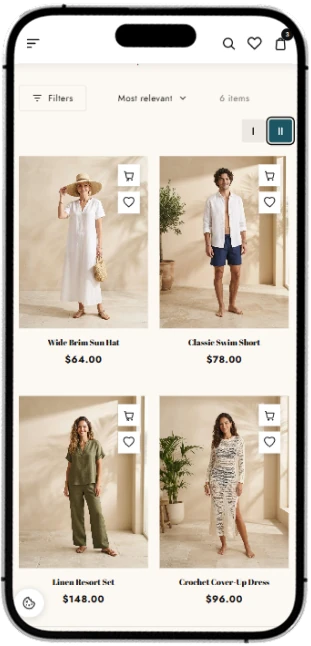 3
Filters Most relevant 6 items
I II
Wide Brim Sun Hat Classic Swim Short
$64.00 $78.00
Linen Resort Set Crochet Cover-Up Dress
$148.00 $96.00